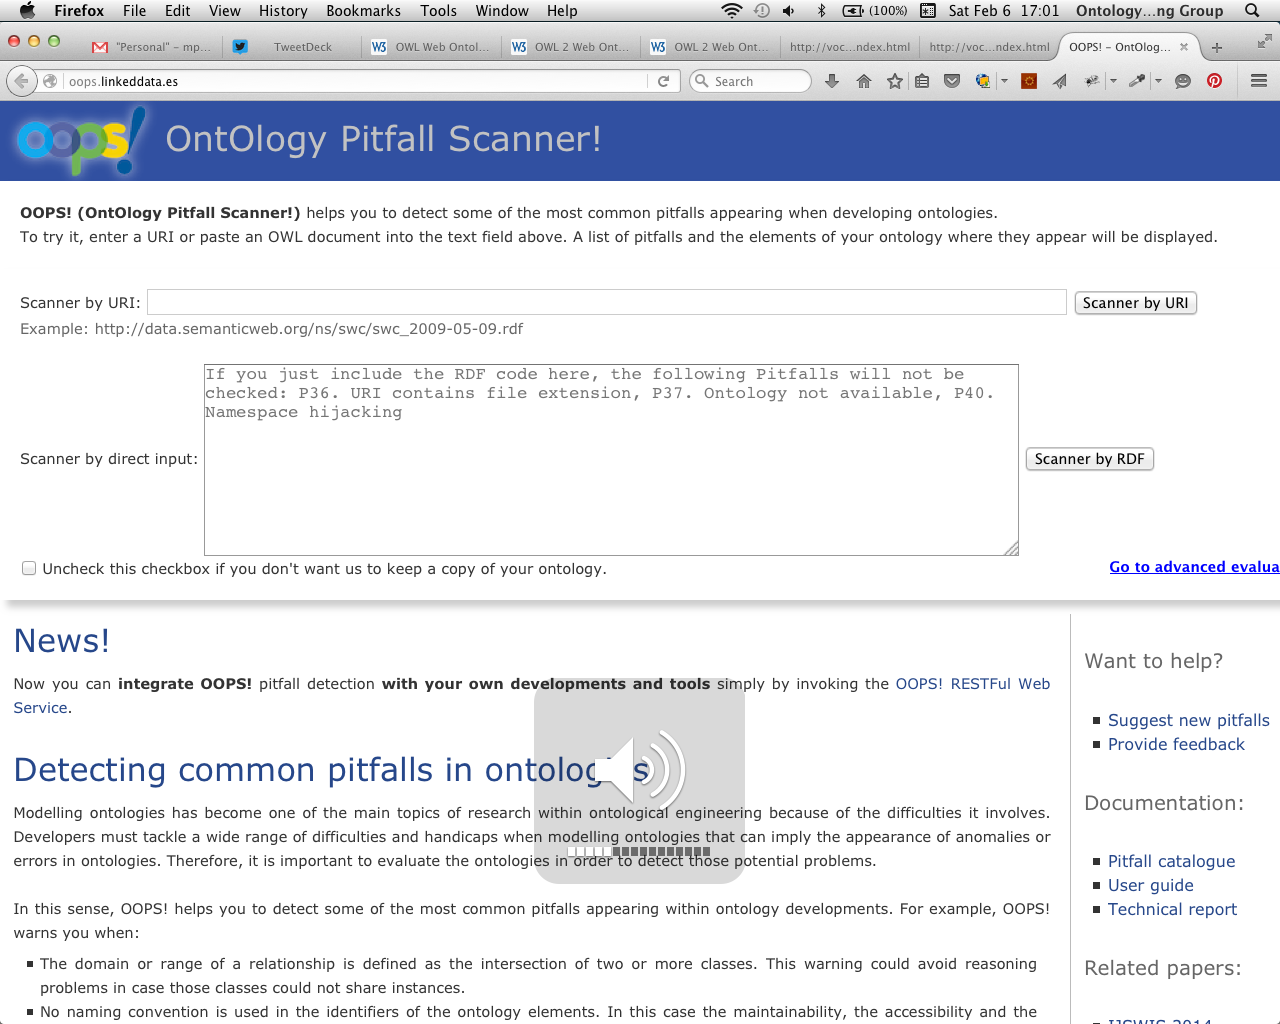 Firefox File Edit View History Bookmarks Tools Window Help (100%) Sat Feb 6 17:01 Ontology...ng Group
"Personal" – mp... TweetDeck OWL Web Ontol... OWL 2 Web Ont... OWL 2 Web Ont... http://voc...ndex.html http://voc...ndex.html OOPS! – OntOlog...
oops.linkeddata.es Search
oops! OntOlogy Pitfall Scanner!
OOPS! (OntOlogy Pitfall Scanner!) helps you to detect some of the most common pitfalls appearing when developing ontologies.
To try it, enter a URI or paste an OWL document into the text field above. A list of pitfalls and the elements of your ontology where they appear will be displayed.
Scanner by URI: Scanner by URI
Example: http://data.semanticweb.org/ns/swc/swc_2009-05-09.rdf
If you just include the RDF code here, the following Pitfalls will not be
checked: P36. URI contains file extension, P37. Ontology not available, P40.
Namespace hijacking
Scanner by direct input: Scanner by RDF
Uncheck this checkbox if you don't want us to keep a copy of your ontology.
Go to advanced evalua
News!
Now you can integrate OOPS! pitfall detection with your own developments and tools simply by invoking the OOPS! RESTFul Web
Service.
Detecting common pitfalls in ontologies
Modelling ontologies has become one of the main topics of research within ontological engineering because of the difficulties it involves.
Developers must tackle a wide range of difficulties and handicaps when modelling ontologies that can imply the appearance of anomalies or
errors in ontologies. Therefore, it is important to evaluate the ontologies in order to detect those potential problems.
In this sense, OOPS! helps you to detect some of the most common pitfalls appearing within ontology developments. For example, OOPS!
warns you when:
The domain or range of a relationship is defined as the intersection of two or more classes. This warning could avoid reasoning
problems in case those classes could not share instances.
No naming convention is used in the identifiers of the ontology elements. In this case the maintainability, the accessibility and the
Want to help?
Suggest new pitfalls
Provide feedback
Documentation:
Pitfall catalogue
User guide
Technical report
Related papers:
IJSWIS 2014